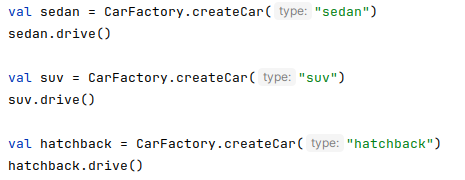 val sedan = CarFactory.createCar( type: "sedan")
sedan.drive()
val suv = CarFactory.createCar( type: "suv")
suv.drive()
val hatchback = CarFactory.createCar( type: "hatchback")
hatchback.drive()